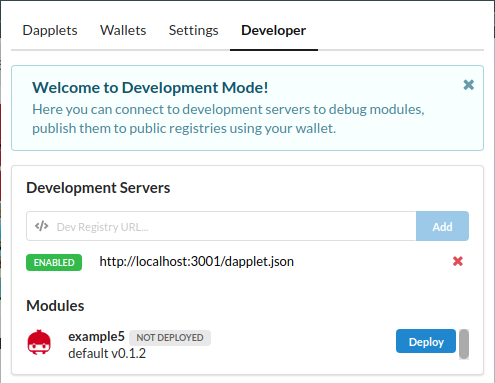 Dapplets Wallets Settings Developer
Welcome to Development Mode!
Here you can connect to development servers to debug modules,
publish them to public registries using your wallet.
Development Servers
</> Dev Registry URL... Add
ENABLED http://localhost:3001/dapplet.json
Modules
example5 NOT DEPLOYED Deploy
default v0.1.2